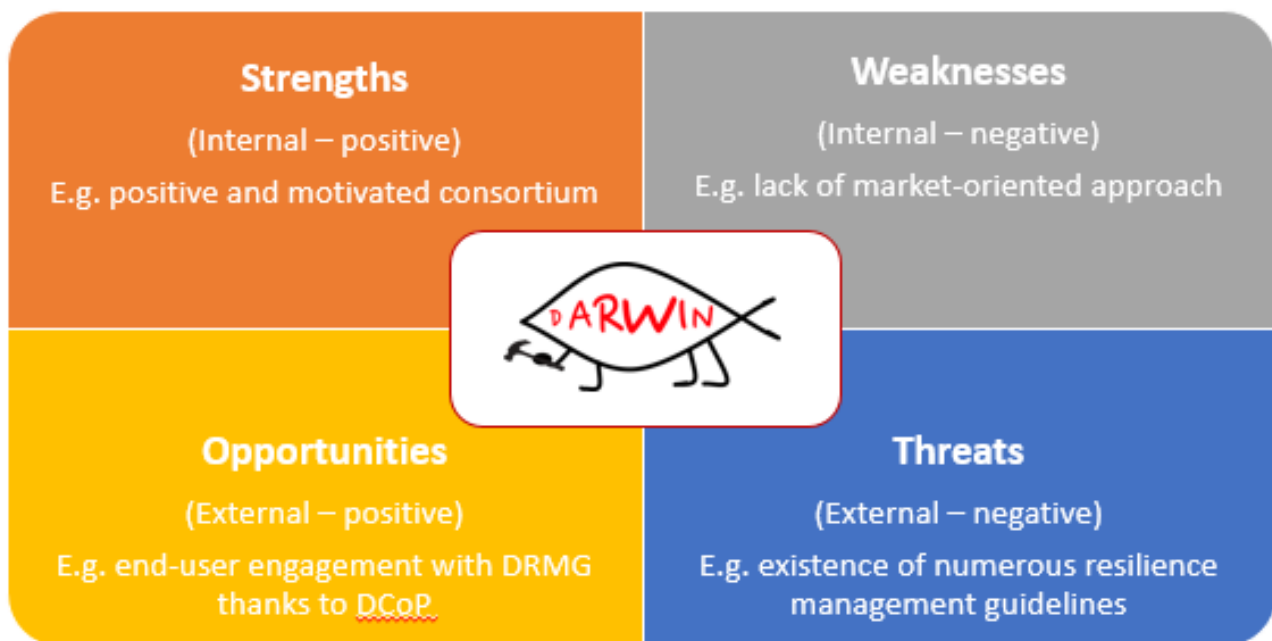 Strengths
(Internal – positive)
E.g. positive and motivated consortium
Weaknesses
(Internal – negative)
E.g. lack of market-oriented approach
DARWIN
Opportunities
(External – positive)
E.g. end-user engagement with DRMG
thanks to DCoP
Threats
(External – negative)
E.g. existence of numerous resilience
management guidelines